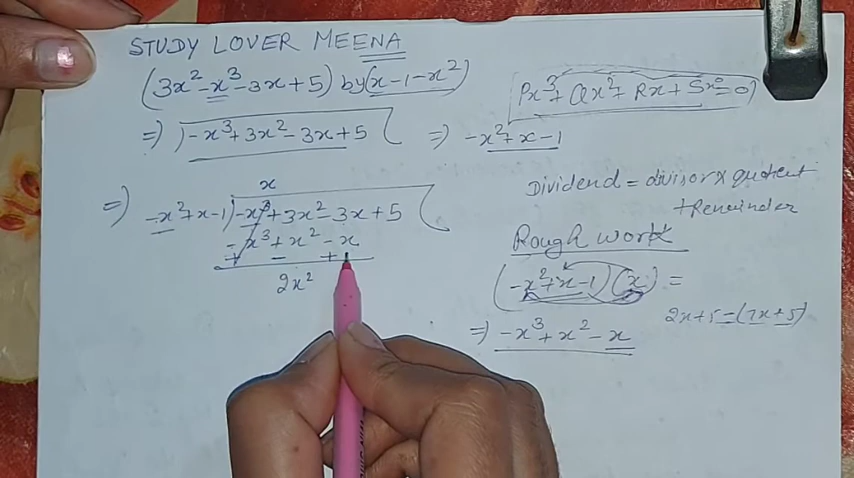 STUDY LOVER MEENA
(3x² - x³ - 3x + 5) by (x - 1 - x²)
Px³ + Qx² + Rx + Sx⁰ = 0
⇒ ) -x³ + 3x² - 3x + 5 (
⇒ -x² + x - 1
Dividend = divisor x quotient
+ Remainder
x
⇒ -x² + x - 1 ) -x³ + 3x² - 3x + 5 (
-x³ + x² - x
+ - +
2x²
Rough work
(-x² + x - 1) (x) =
⇒ -x³ + x² - x
2x + 5 - (7x + 5)